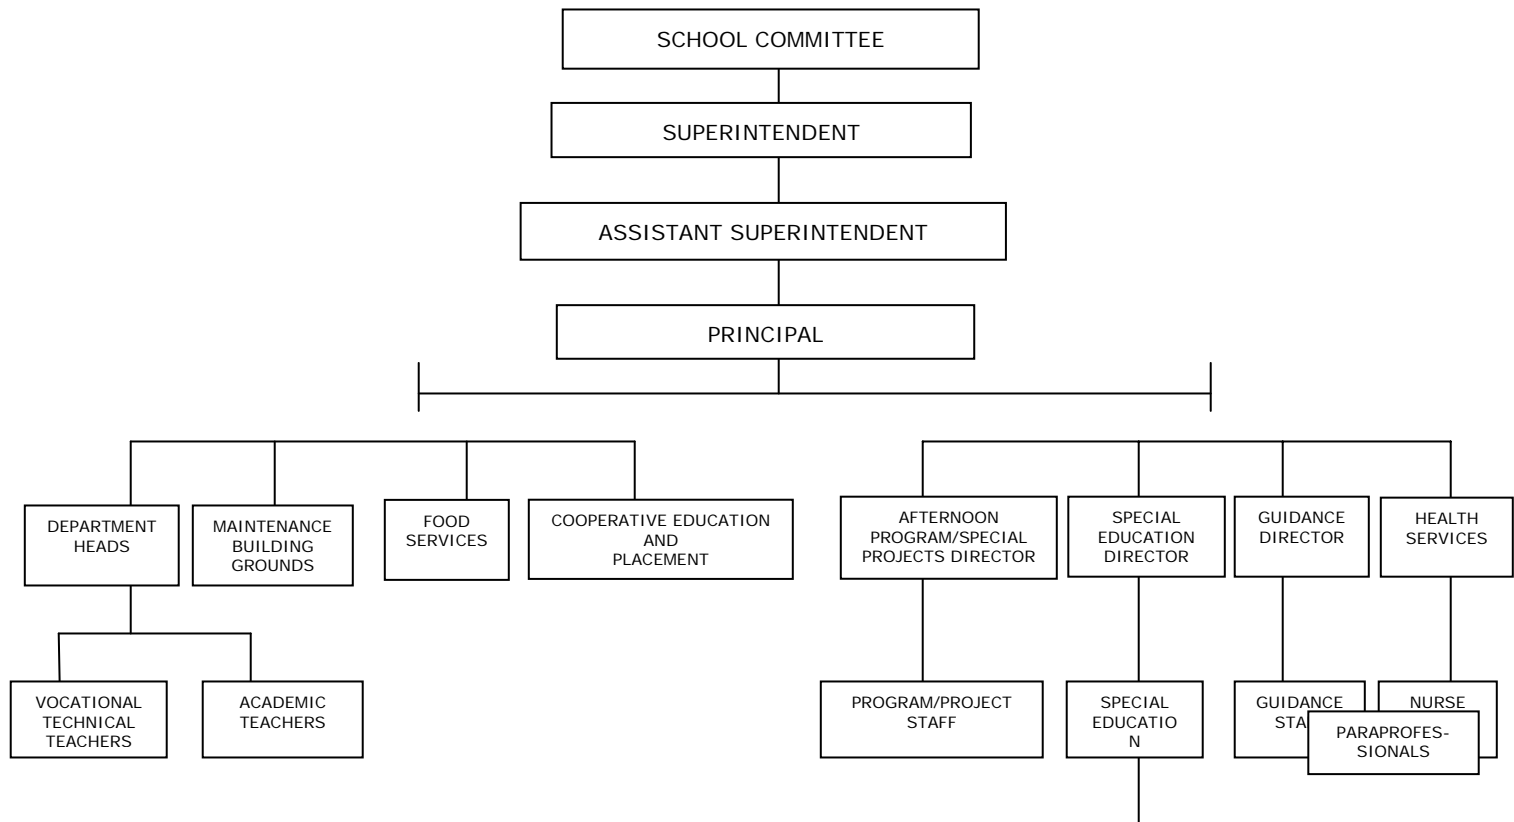 SCHOOL COMMITTEE
SUPERINTENDENT
ASSISTANT SUPERINTENDENT
PRINCIPAL
DEPARTMENT
HEADS
MAINTENANCE
BUILDING
GROUNDS
FOOD
SERVICES
COOPERATIVE EDUCATION
AND
PLACEMENT
AFTERNOON
PROGRAM/SPECIAL
PROJECTS DIRECTOR
SPECIAL
EDUCATION
DIRECTOR
GUIDANCE
DIRECTOR
HEALTH
SERVICES
VOCATIONAL
TECHNICAL
TEACHERS
ACADEMIC
TEACHERS
PROGRAM/PROJECT
STAFF
SPECIAL
EDUCATIO
N
GUIDANCE
NURSE
PARAPROFES-
SIONALS